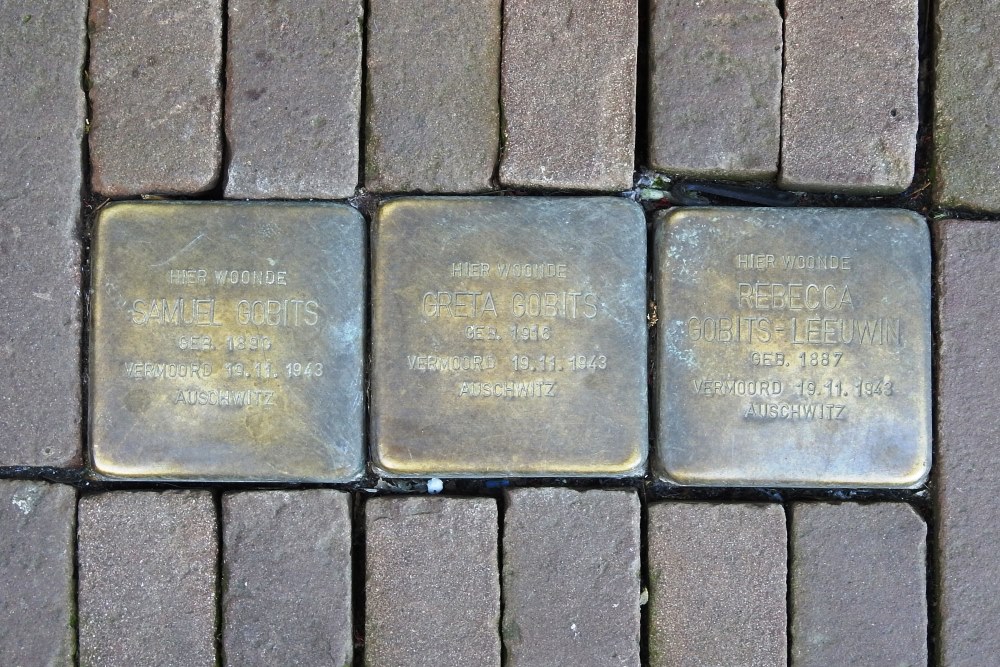 HIER WOONDE
SAMUEL GOBITS
GEB. 1890
VERMOORD 19.11.1943
AUSCHWITZ
HIER WOONDE
GRETA GOBITS
GEB. 1916
VERMOORD 19.11.1943
AUSCHWITZ
HIER WOONDE
REBECCA
GOBITS-LEEUWIN
GEB. 1887
VERMOORD 19.11.1943
AUSCHWITZ